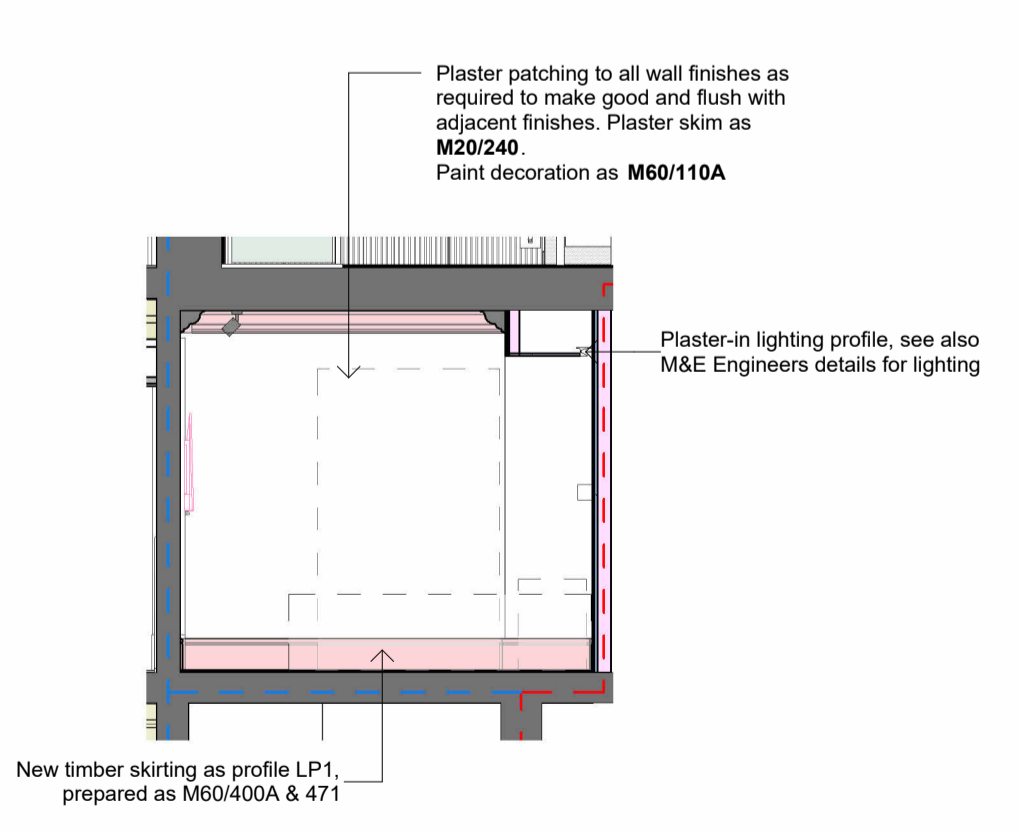 Plaster patching to all wall finishes as
required to make good and flush with
adjacent finishes. Plaster skim as
M20/240.
Paint decoration as M60/110A
Plaster-in lighting profile, see also
M&E Engineers details for lighting
New timber skirting as profile LP1,
prepared as M60/400A & 471